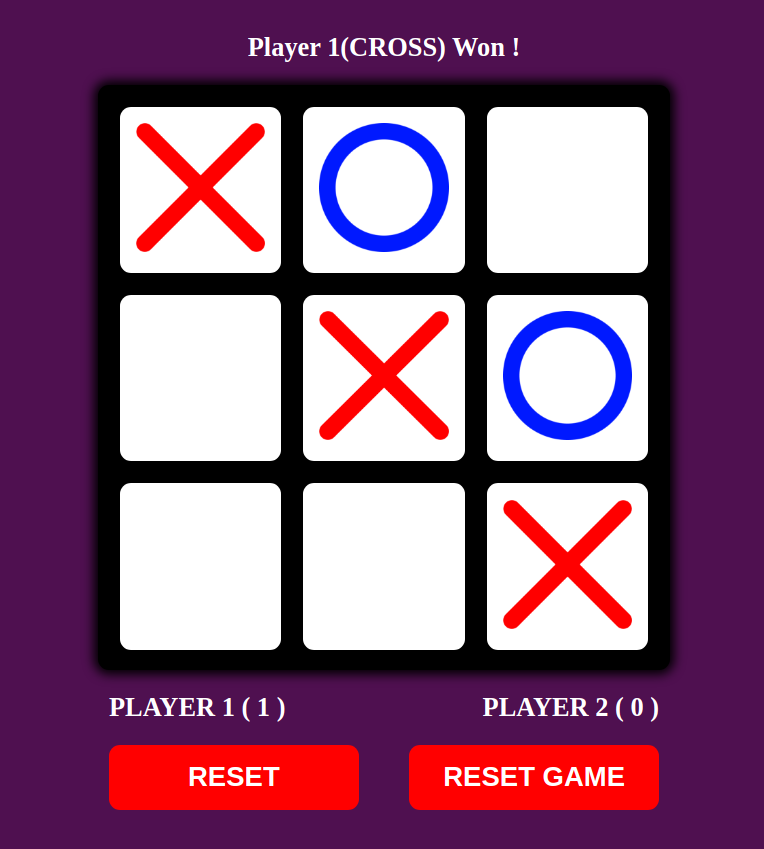 Player 1(CROSS) Won !
PLAYER 1 ( 1 )
PLAYER 2 ( 0 )
RESET
RESET GAME